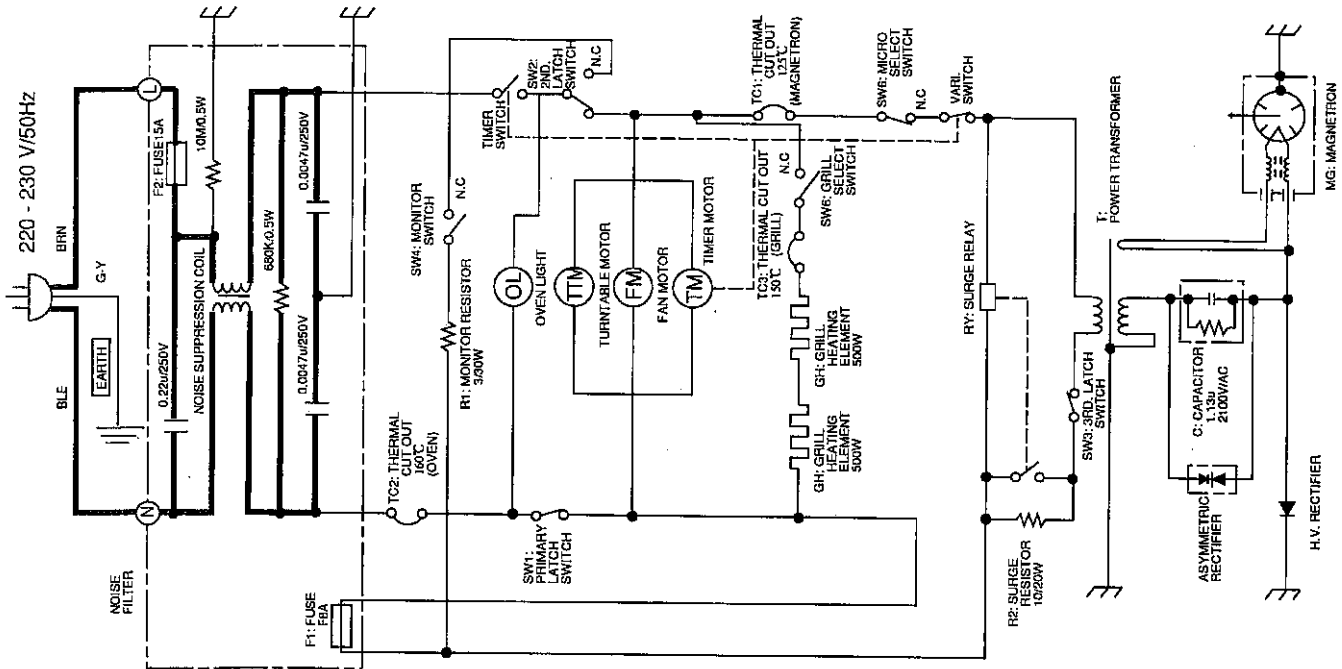 220 - 230 V/50Hz
BRN
G-Y
BLE
EARTH
NOISE
FILTER
N
L
F2: FUSE15A
0.22u/250V
10M/0.5W
NOISE SUPPRESSION COIL
680K:0.5W
0.0047u/250V
0.0047u/250V
F1: FUSE
F8A
TC2: THERMAL
CUT OUT
160°C
(OVEN)
SW4: MONITOR
SWITCH
N.C
R1: MONITOR RESISTOR
3/30W
TIMER
SWITCH
SW2:
2ND.
LATCH
SWITCH
N.C
SW1:
PRIMARY
LATCH
SWITCH
OL
OVEN LIGHT
TTM
TURNTABLE MOTOR
FM
FAN MOTOR
TM
TIMER MOTOR
TC1: THERMAL
CUT OUT
125°C
(MAGNETRON)
N.C
SW6: GRILL
SELECT
SWITCH
TC3: THERMAL CUT OUT
150°C (GRILL)
GH: GRILL
HEATING
ELEMENT
500W
GH: GRILL
HEATING
ELEMENT
500W
SW6: MICRO
SELECT
SWITCH
N.C
VARI.
SWITCH
RY: SURGE RELAY
R2: SURGE
RESISTOR
10/20W
SW3: 3RD. LATCH
SWITCH
T:
POWER TRANSFORMER
C: CAPACITOR
1.13u
2100V/AC
ASYMMETRIC
RECTIFIER
H.V. RECTIFIER
MG: MAGNETRON